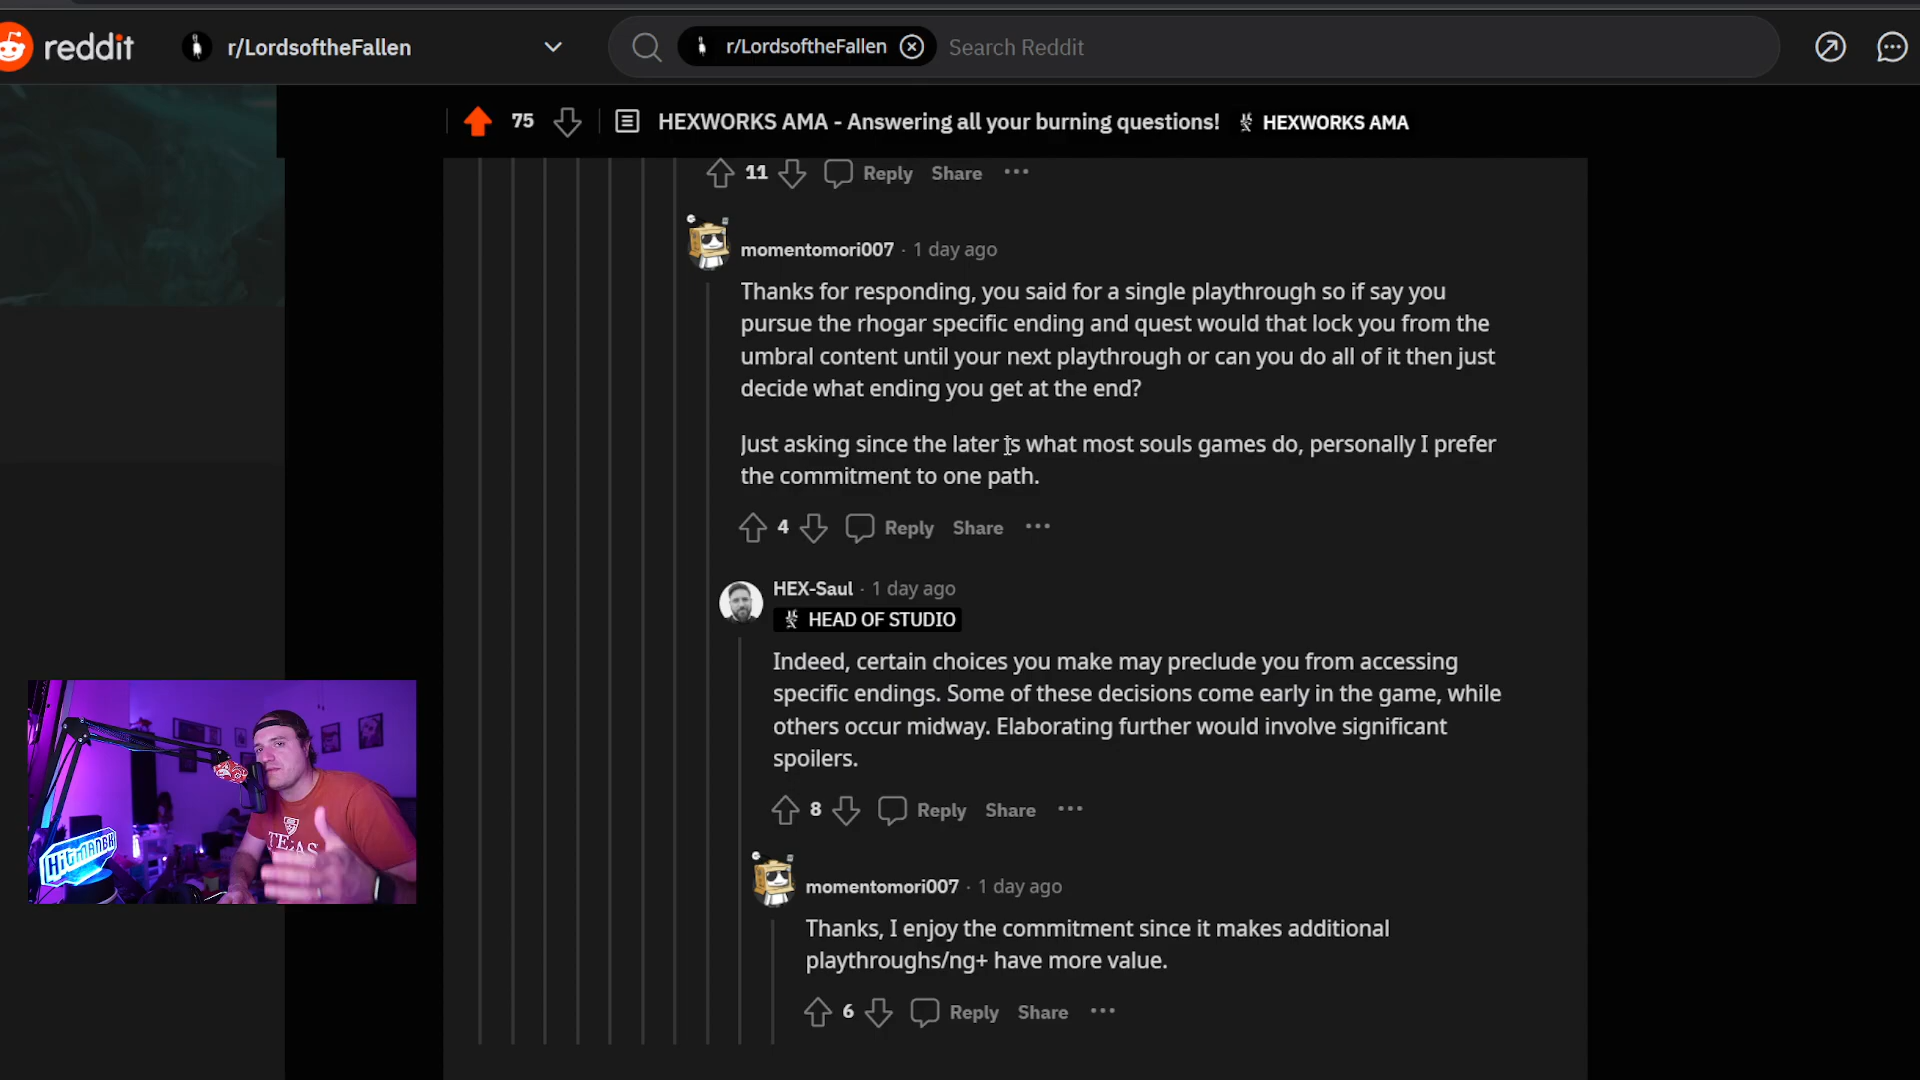 reddit
r/LordsoftheFallen
r/LordsoftheFallen
Search Reddit
75
HEXWORKS AMA - Answering all your burning questions!
HEXWORKS AMA
11
Reply
Share
momentomori007 · 1 day ago
Thanks for responding, you said for a single playthrough so if say you
pursue the rhogar specific ending and quest would that lock you from the
umbral content until your next playthrough or can you do all of it then just
decide what ending you get at the end?
Just asking since the later is what most souls games do, personally I prefer
the commitment to one path.
4
Reply
Share
HEX-Saul · 1 day ago
HEAD OF STUDIO
Indeed, certain choices you make may preclude you from accessing
specific endings. Some of these decisions come early in the game, while
others occur midway. Elaborating further would involve significant
spoilers.
8
Reply
Share
momentomori007 · 1 day ago
Thanks, I enjoy the commitment since it makes additional
playthroughs/ng+ have more value.
6
Reply
Share
HitmanBK
TEXAS